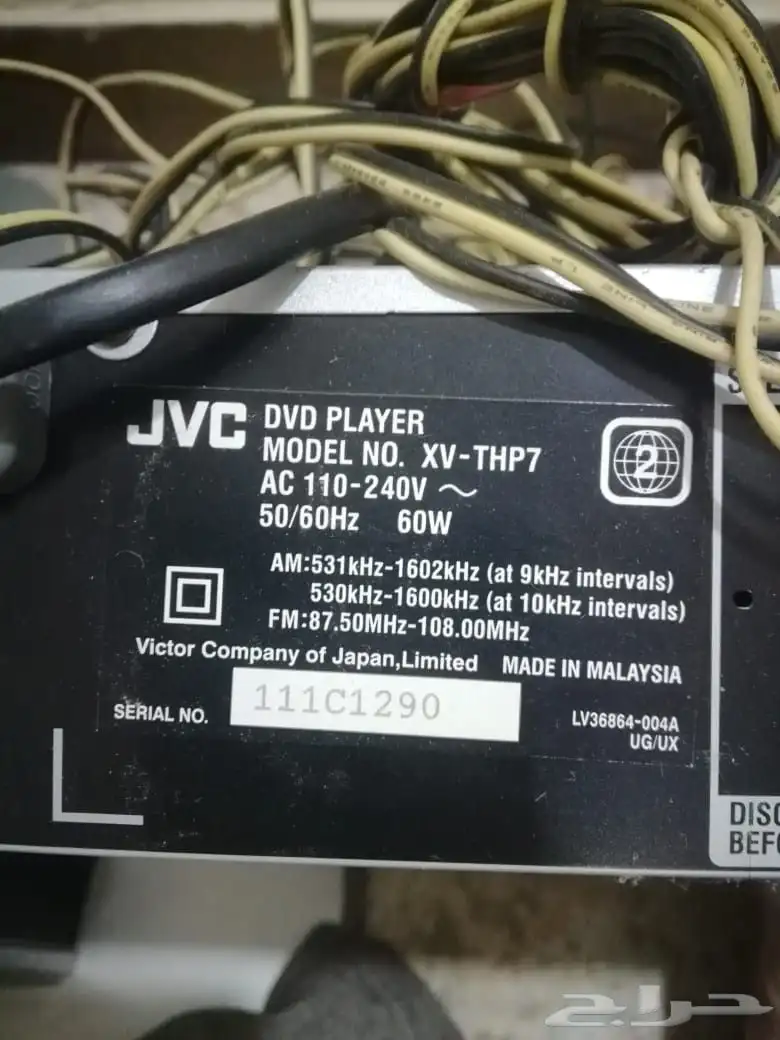 JVC DVD PLAYER
MODEL NO. XV-THP7
AC 110-240V ~
50/60Hz 60W
2
AM:531kHz-1602kHz (at 9kHz intervals)
530kHz-1600kHz (at 10kHz intervals)
FM:87.50MHz-108.00MHz
Victor Company of Japan,Limited MADE IN MALAYSIA
SERIAL NO. 111C1290
LV36864-004A
UG/UX
DISC
BEFO
حراج